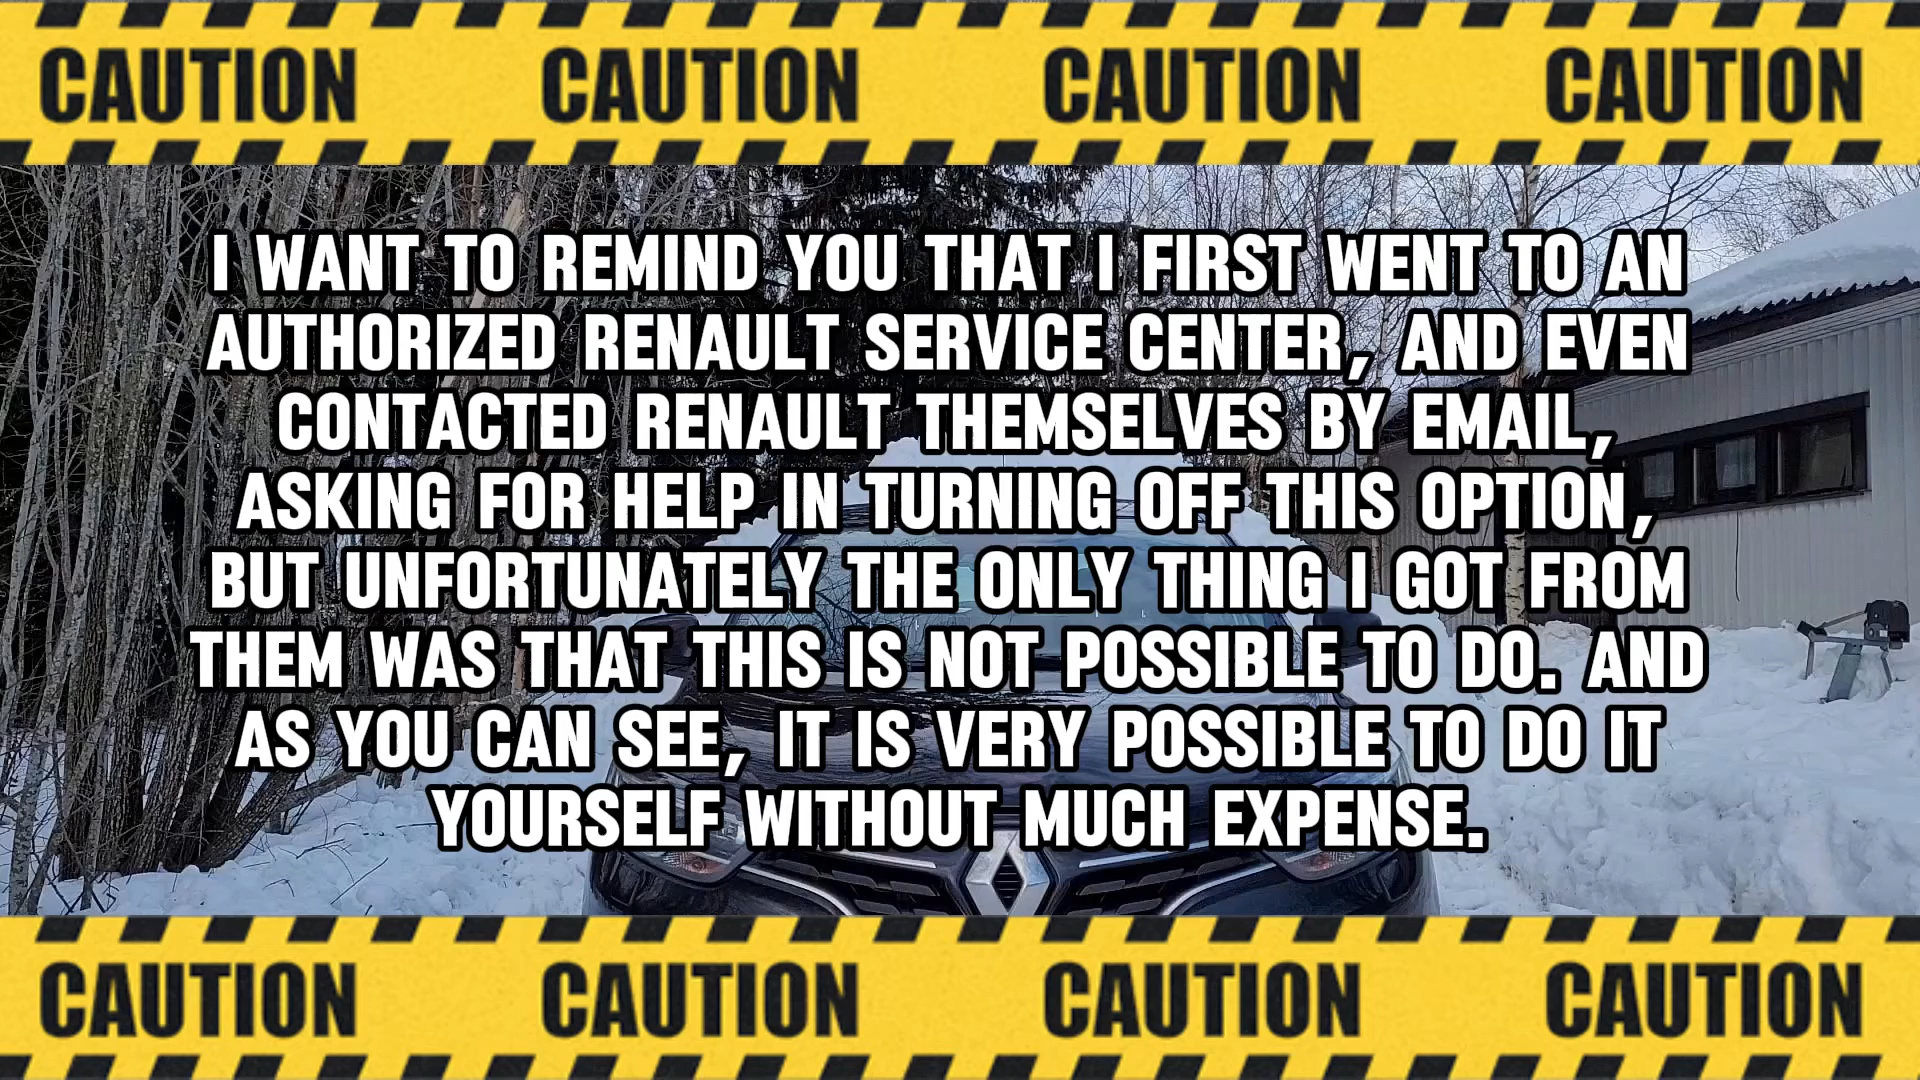 CAUTION CAUTION CAUTION CAUTION
I WANT TO REMIND YOU THAT I FIRST WENT TO AN
AUTHORIZED RENAULT SERVICE CENTER, AND EVEN
CONTACTED RENAULT THEMSELVES BY EMAIL,
ASKING FOR HELP IN TURNING OFF THIS OPTION,
BUT UNFORTUNATELY THE ONLY THING I GOT FROM
THEM WAS THAT THIS IS NOT POSSIBLE TO DO. AND
AS YOU CAN SEE, IT IS VERY POSSIBLE TO DO IT
YOURSELF WITHOUT MUCH EXPENSE.
CAUTION CAUTION CAUTION CAUTION